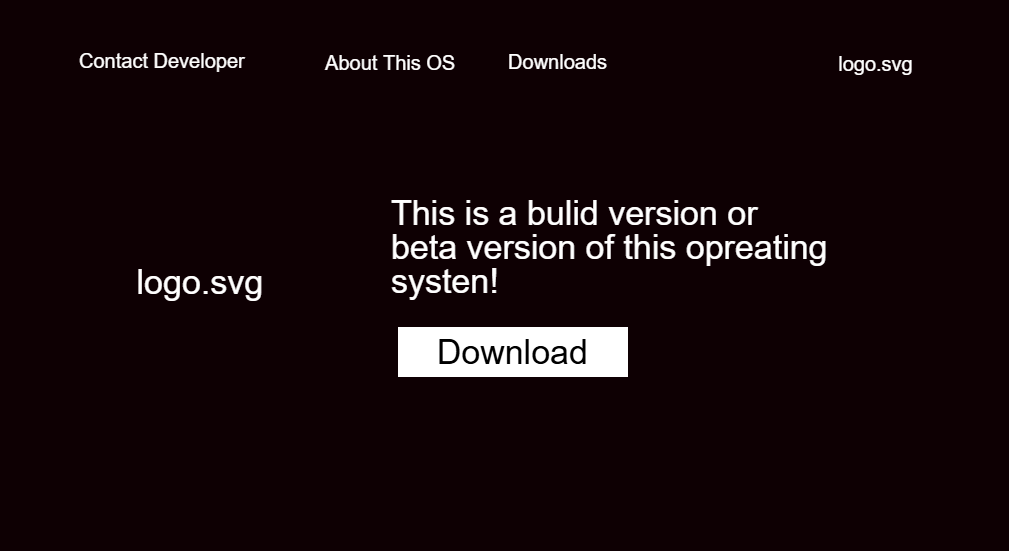 Contact Developer
About This OS
Downloads
logo.svg
This is a bulid version or
beta version of this opreating
systen!
logo.svg
Download